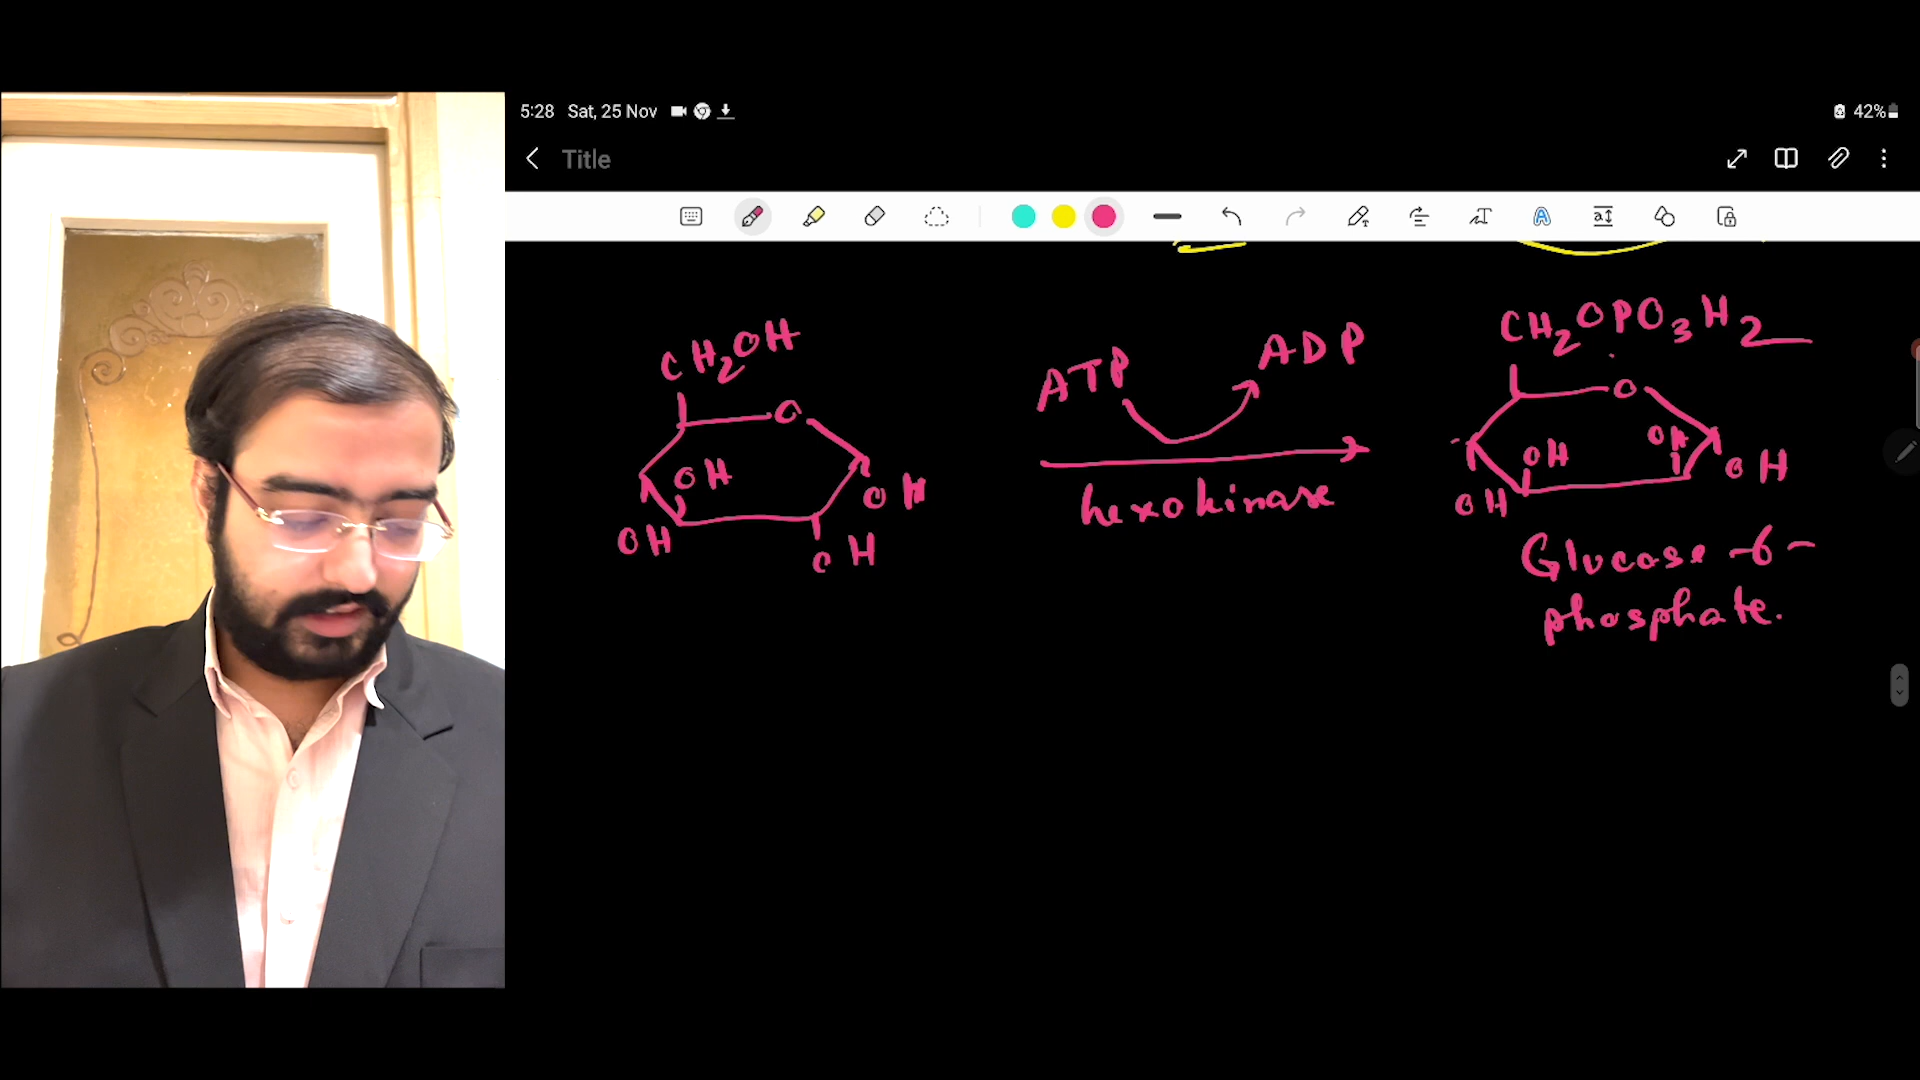 5:28 Sat, 25 Nov
42%
Title
CH2OH
O
OH
OH
OH
OH
ATP
ADP
hexokinase
CH2OPO3H2
O
OH
OH
OH
OH
Glucose-6-
phosphate.